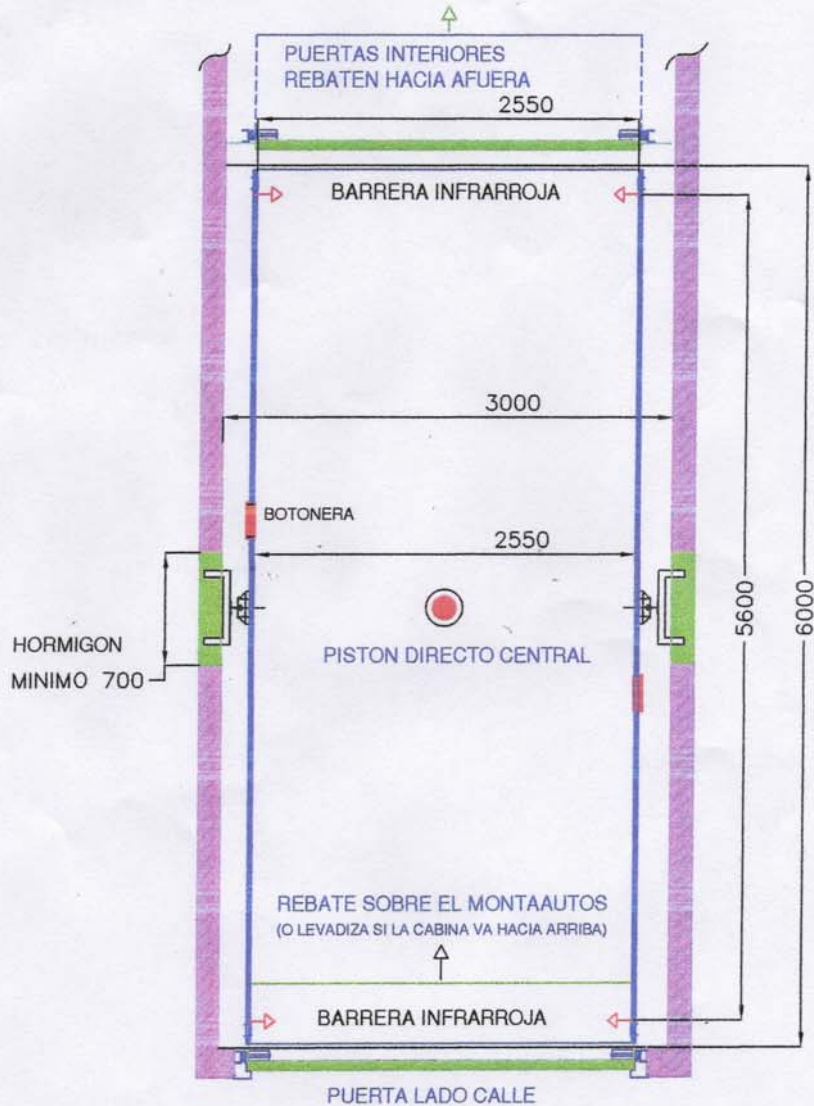 PUERTAS INTERIORES
REBATEN HACIA AFUERA
2550
BARRERA INFRARROJA
3000
BOTONERA
2550
HORMIGON
MINIMO 700
PISTON DIRECTO CENTRAL
5600
6000
REBATE SOBRE EL MONTAAUTOS
(O LEVADIZA SI LA CABINA VA HACIA ARRIBA)
BARRERA INFRARROJA
PUERTA LADO CALLE